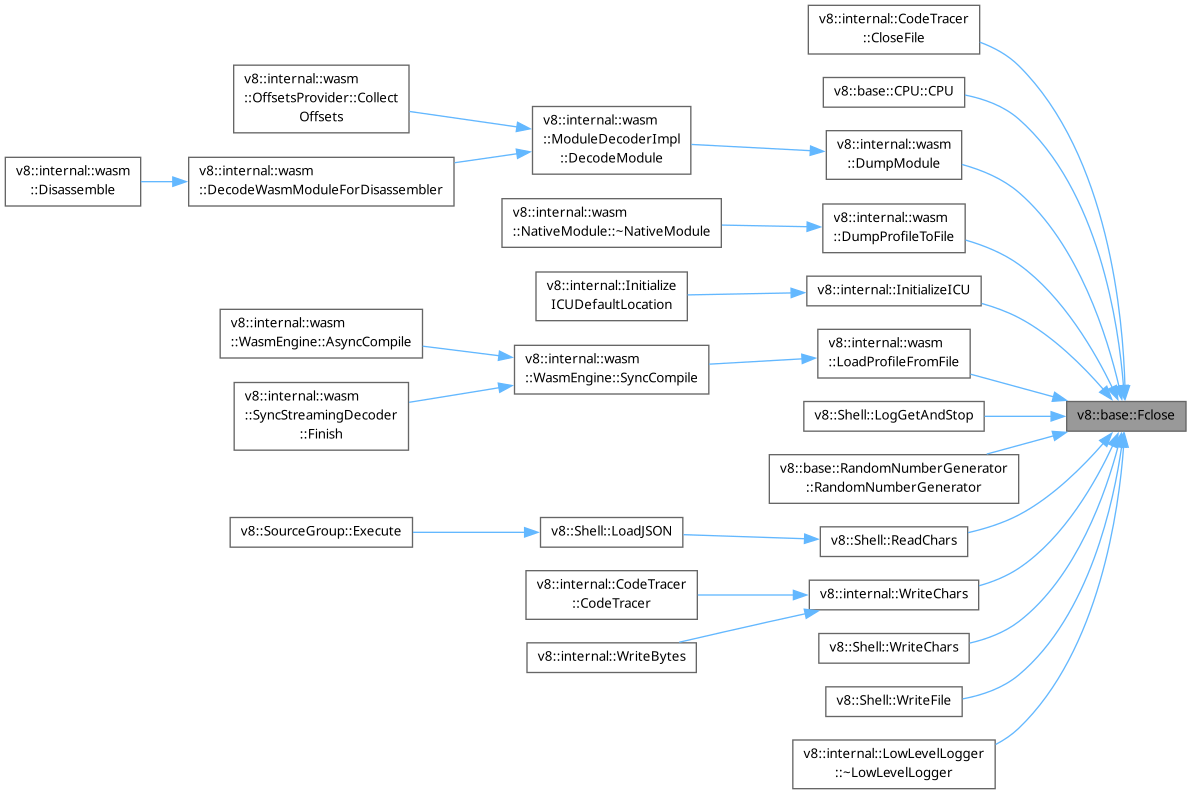 v8::internal::CodeTracer
::CloseFile
v8::base::CPU::CPU
v8::internal::wasm
::OffsetsProvider::Collect
Offsets
v8::internal::wasm
::ModuleDecoderImpl
::DecodeModule
v8::internal::wasm
::DumpModule
v8::internal::wasm
::Disassemble
v8::internal::wasm
::DecodeWasmModuleForDisassembler
v8::internal::wasm
::NativeModule::~NativeModule
v8::internal::wasm
::DumpProfileToFile
v8::internal::Initialize
ICUDefaultLocation
v8::internal::InitializeICU
v8::internal::wasm
::WasmEngine::AsyncCompile
v8::internal::wasm
::WasmEngine::SyncCompile
v8::internal::wasm
::LoadProfileFromFile
v8::internal::wasm
::SyncStreamingDecoder
::Finish
v8::Shell::LogGetAndStop
v8::base::Fclose
v8::base::RandomNumberGenerator
::RandomNumberGenerator
v8::SourceGroup::Execute
v8::Shell::LoadJSON
v8::Shell::ReadChars
v8::internal::CodeTracer
::CodeTracer
v8::internal::WriteChars
v8::internal::WriteBytes
v8::Shell::WriteChars
v8::Shell::WriteFile
v8::internal::LowLevelLogger
::~LowLevelLogger